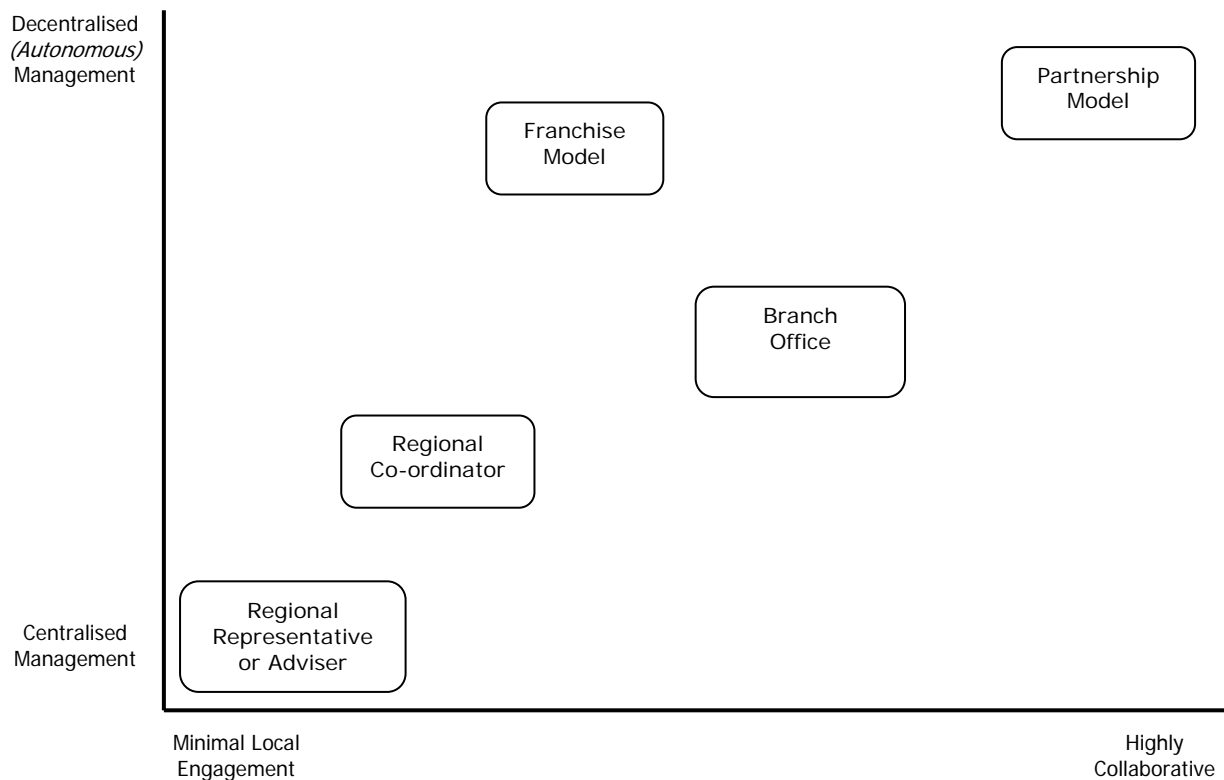 Decentralised
(Autonomous)
Management
Partnership
Model
Franchise
Model
Branch
Office
Regional
Co-ordinator
Regional
Representative
or Adviser
Centralised
Management
Minimal Local
Engagement
Highly
Collaborative